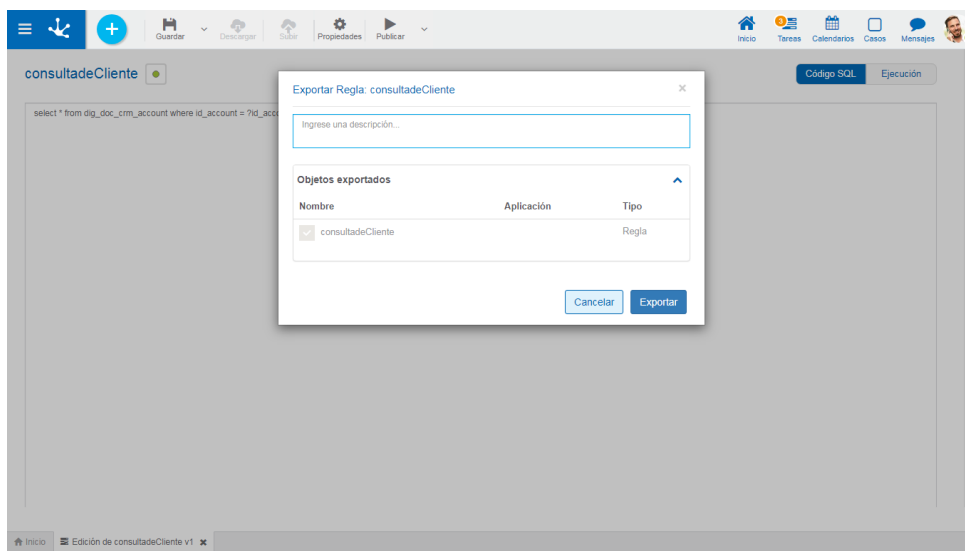 Guardar
Descargar
Subir
Propiedades
Publicar
Inicio
3
Tareas
Calendarios
Casos
Mensajes
consultadeCliente
Código SQL
Ejecución
select * from dig_doc_crm_account where id_account = ?id_acc
Exportar Regla: consultadeCliente
×
Ingrese una descripción...
Objetos exportados
Nombre Aplicación Tipo
consultadeCliente Regla
Cancelar Exportar
Inicio
Edición de consultadeCliente v1